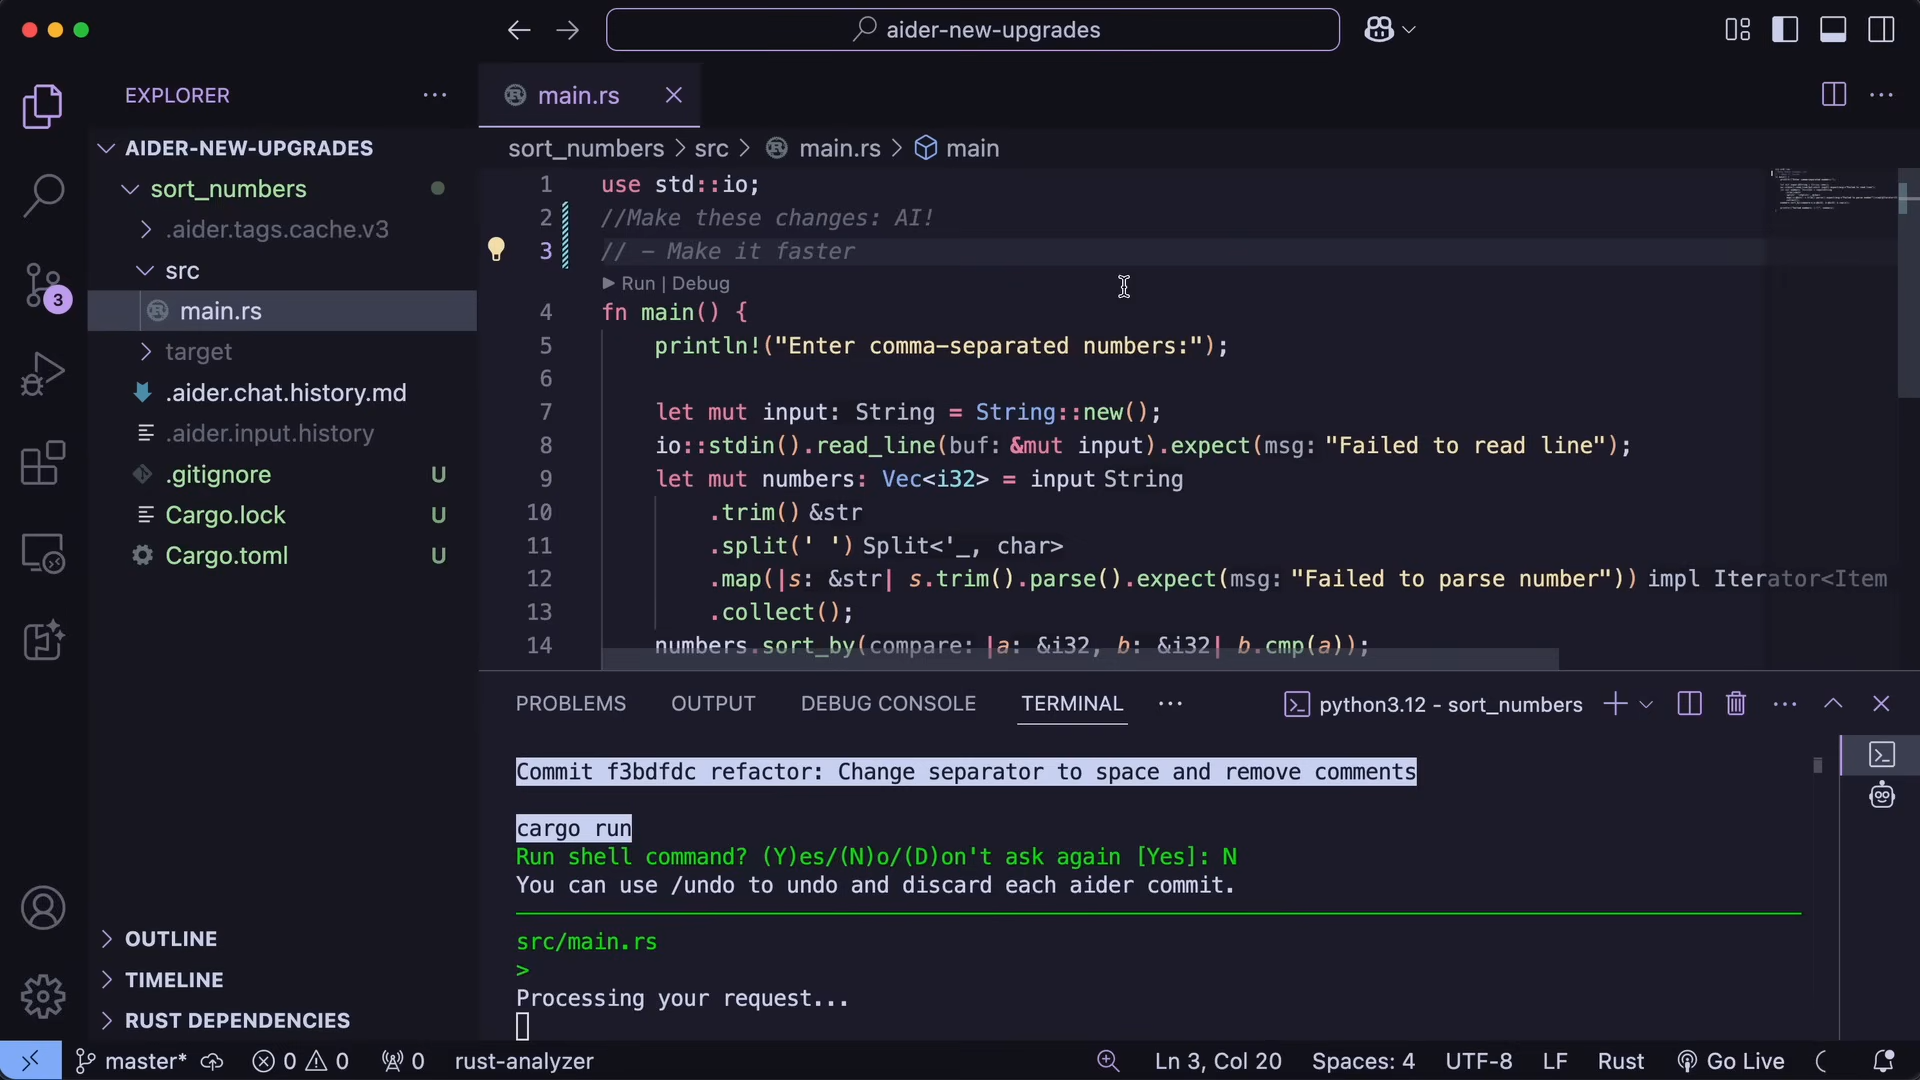 aider-new-upgrades
EXPLORER
main.rs
AIDER-NEW-UPGRADES
sort_numbers
.aider.tags.cache.v3
src
main.rs
target
.aider.chat.history.md
.aider.input.history
.gitignore U
Cargo.lock U
Cargo.toml U
OUTLINE
TIMELINE
RUST DEPENDENCIES
3
sort_numbers > src > main.rs > main
1 use std::io;
2 //Make these changes: AI!
3 // - Make it faster
Run | Debug
4 fn main() {
5 println!("Enter comma-separated numbers:");
6
7 let mut input: String = String::new();
8 io::stdin().read_line(buf: &mut input).expect(msg: "Failed to read line");
9 let mut numbers: Vec<i32> = input String
10 .trim() &str
11 .split(' ') Split<'_, char>
12 .map(|s: &str| s.trim().parse().expect(msg: "Failed to parse number")) impl Iterator<Item
13 .collect();
14 numbers.sort_by(compare: |a: &i32, b: &i32| b.cmp(a));
PROBLEMS OUTPUT DEBUG CONSOLE TERMINAL python3.12 - sort_numbers
Commit f3bdfdc refactor: Change separator to space and remove comments
cargo run
Run shell command? (Y)es/(N)o/(D)on't ask again [Yes]: N
You can use /undo to undo and discard each aider commit.
src/main.rs
>
Processing your request...
master* 0 0 0 rust-analyzer Ln 3, Col 20 Spaces: 4 UTF-8 LF Rust Go Live